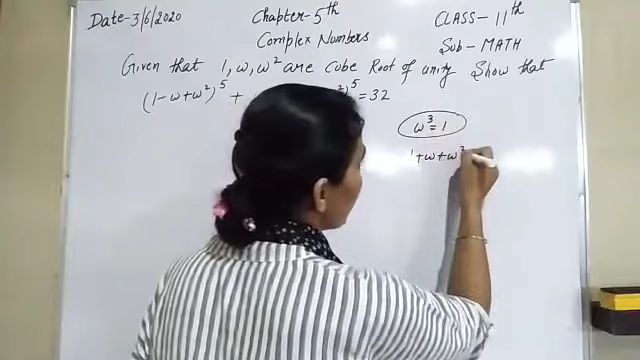 Date-3/6/2020 Chapter-5th CLASS-11th
Complex Numbers Sub-MATH
Given that 1, ω, ω² are cube Root of unity Show that
(1-ω+ω²)⁵ + ²)⁵ = 32
ω³=1
1+ω+ω²